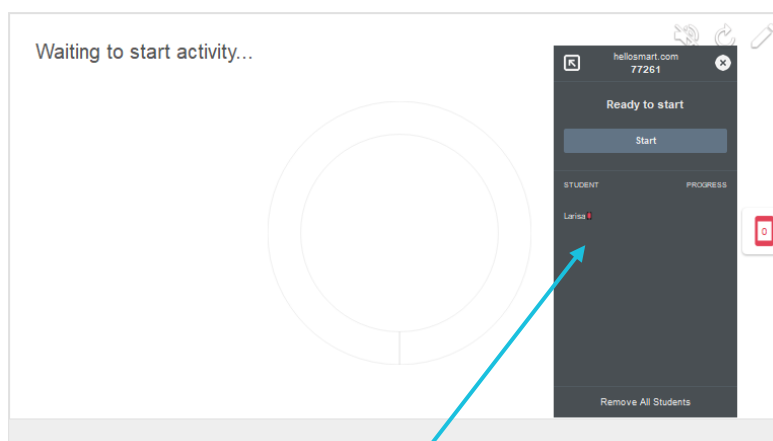 Waiting to start activity...
hellosmart.com
77261
Ready to start
Start
STUDENT PROGRESS
Larisa
0
Remove All Students